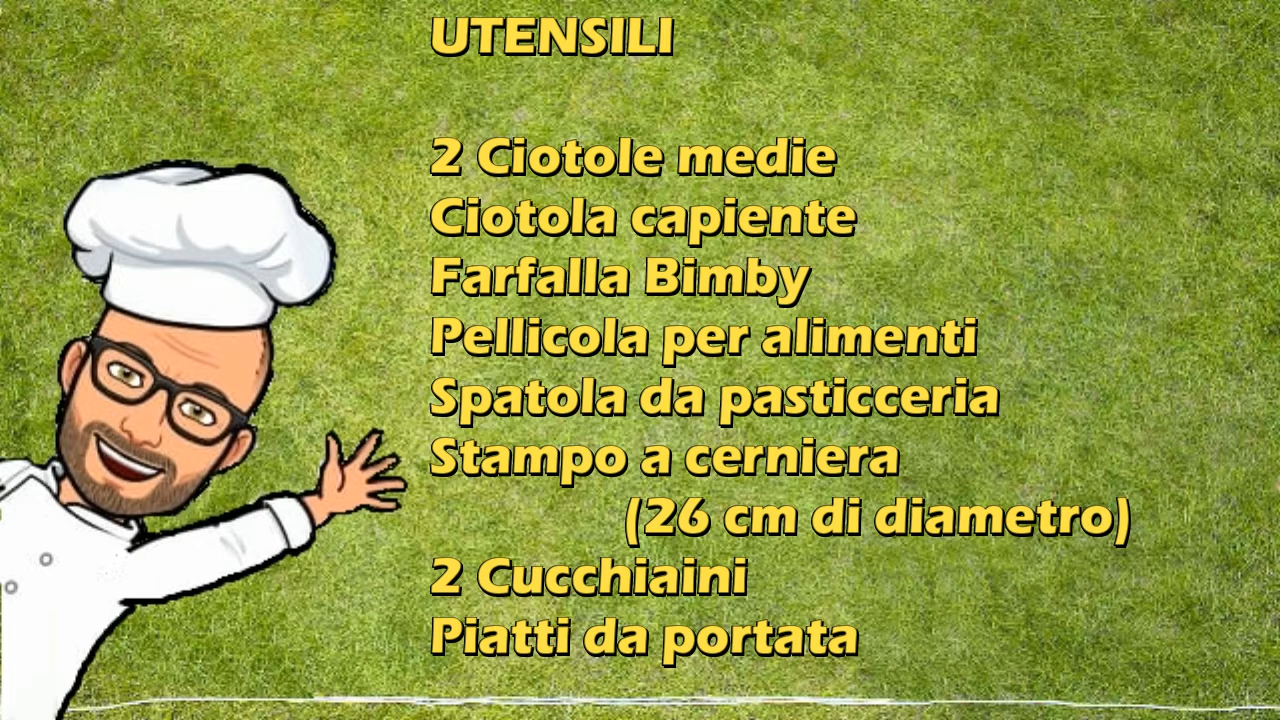 UTENSILI
2 Ciotole medie
Ciotola capiente
Farfalla Bimby
Pellicola per alimenti
Spatola da pasticceria
Stampo a cerniera
(26 cm di diametro)
2 Cucchiaini
Piatti da portata